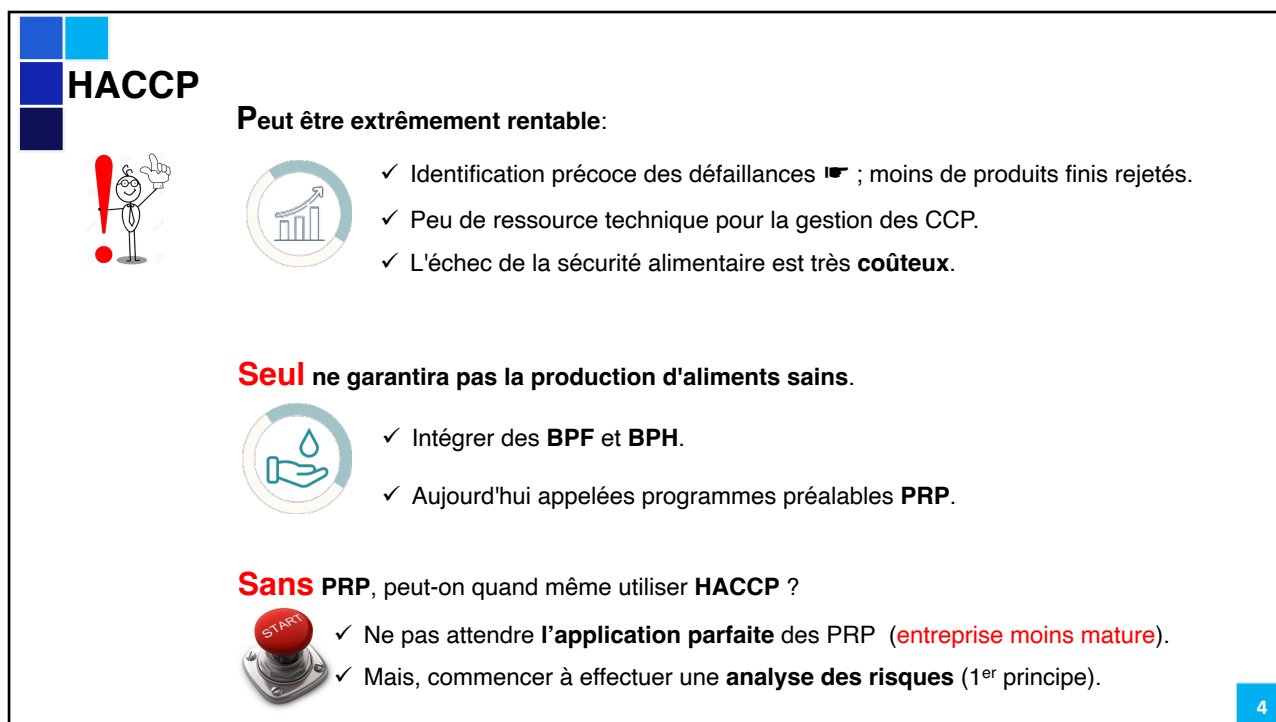 HACCP
Peut être extrêmement rentable:
✓ Identification précoce des défaillances ☛ ; moins de produits finis rejetés.
✓ Peu de ressource technique pour la gestion des CCP.
✓ L'échec de la sécurité alimentaire est très coûteux.
Seul ne garantira pas la production d'aliments sains.
✓ Intégrer des BPF et BPH.
✓ Aujourd'hui appelées programmes préalables PRP.
Sans PRP, peut-on quand même utiliser HACCP ?
START
✓ Ne pas attendre l’application parfaite des PRP (entreprise moins mature).
✓ Mais, commencer à effectuer une analyse des risques (1er principe).
4